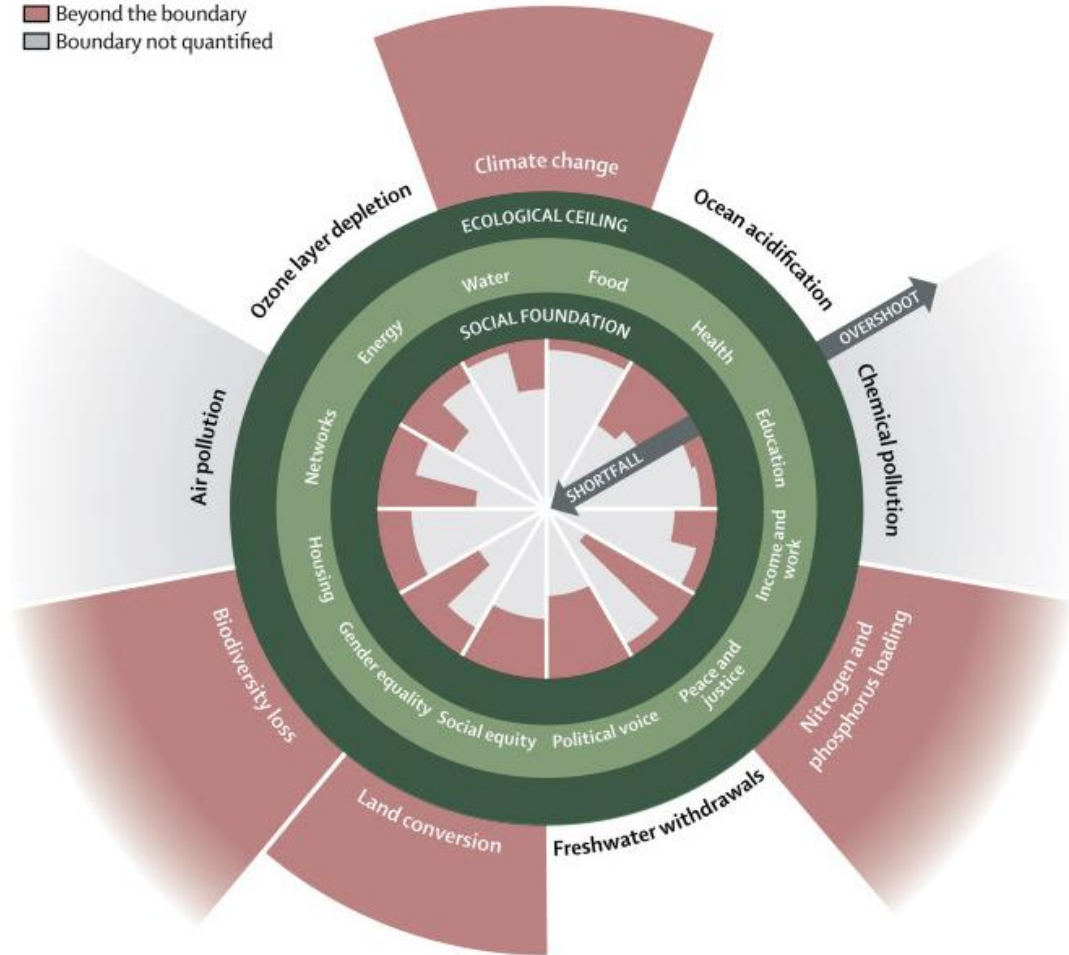 Beyond the boundary
Boundary not quantified
Climate change
Ozone layer depletion
Ocean acidification
ECOLOGICAL CEILING
Water
Food
Energy
SOCIAL FOUNDATION
Health
OVERSHOOT
Air pollution
Networks
Education
Chemical pollution
SHORTFALL
Housing
Income and
work
Biodiversity loss
Gender equality
Social equity
Political voice
Peace and
justice
Nitrogen and
phosphorus loading
Land conversion
Freshwater withdrawals